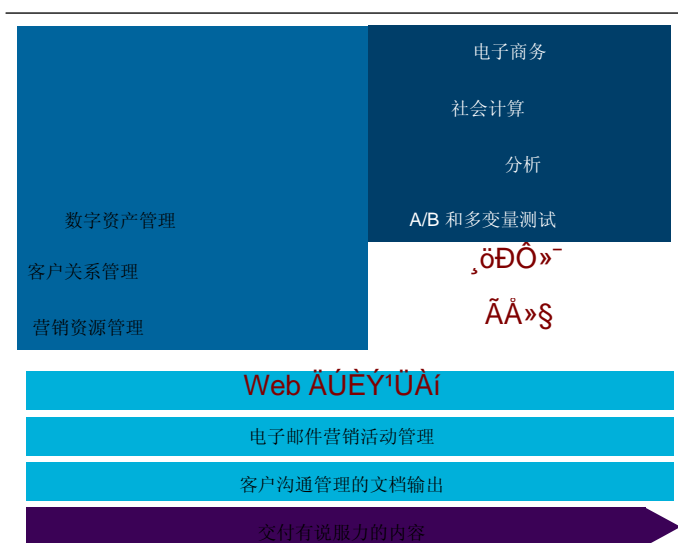 电子商务
社会计算
分析
数字资产管理
A/B 和多变量测试
¸öÐÔ»¯
客户关系管理
ÃÅ»§
营销资源管理
Web ÄÚÈÝ¹ÜÀí
电子邮件营销活动管理
客户沟通管理的文档输出
交付有说服力的内容